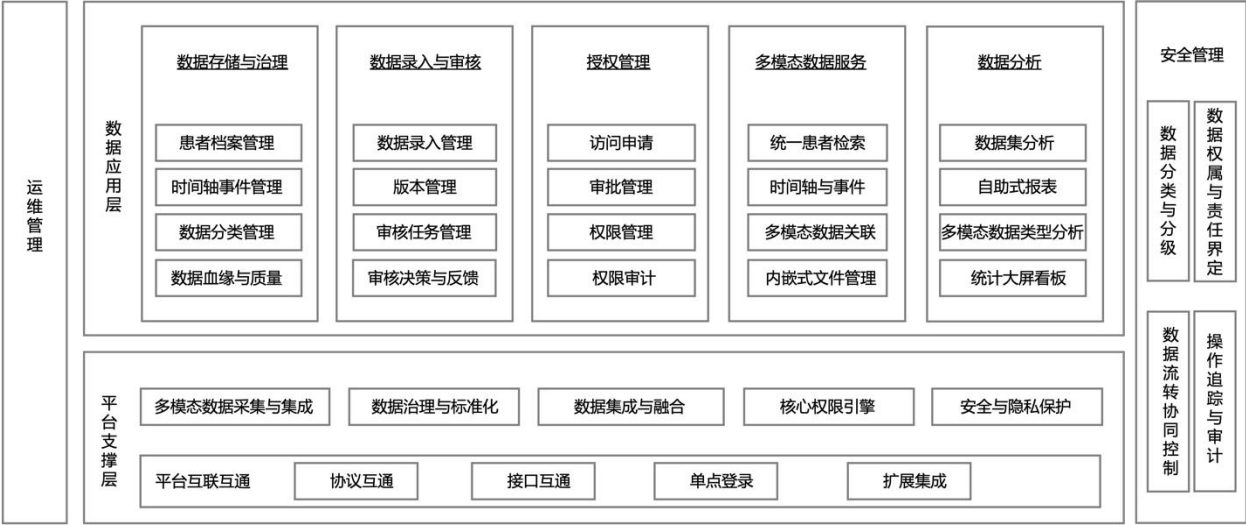 运维管理
数据应用层
数据存储与治理
患者档案管理
时间轴事件管理
数据分类管理
数据血缘与质量
数据录入与审核
数据录入管理
版本管理
审核任务管理
审核决策与反馈
授权管理
访问申请
审批管理
权限管理
权限审计
多模态数据服务
统一患者检索
时间轴与事件
多模态数据关联
内嵌式文件管理
数据分析
数据集分析
自助式报表
多模态数据类型分析
统计大屏看板
平台支撑层
多模态数据采集与集成
数据治理与标准化
数据集成与融合
核心权限引擎
安全与隐私保护
平台互联互通
协议互通
接口互通
单点登录
扩展集成
安全管理
数据分类与分级
数据权属与责任界定
数据流转协同控制
操作追踪与审计